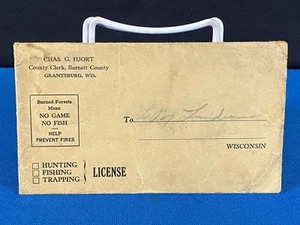 CHAS. G. HJORT
County Clerk, Burnett County
GRANTSBURG, WIS.
Burned Forests
Mean
NO GAME
NO FISH
HELP
PREVENT FIRES
To
WISCONSIN
HUNTING
FISHING
TRAPPING
LICENSE